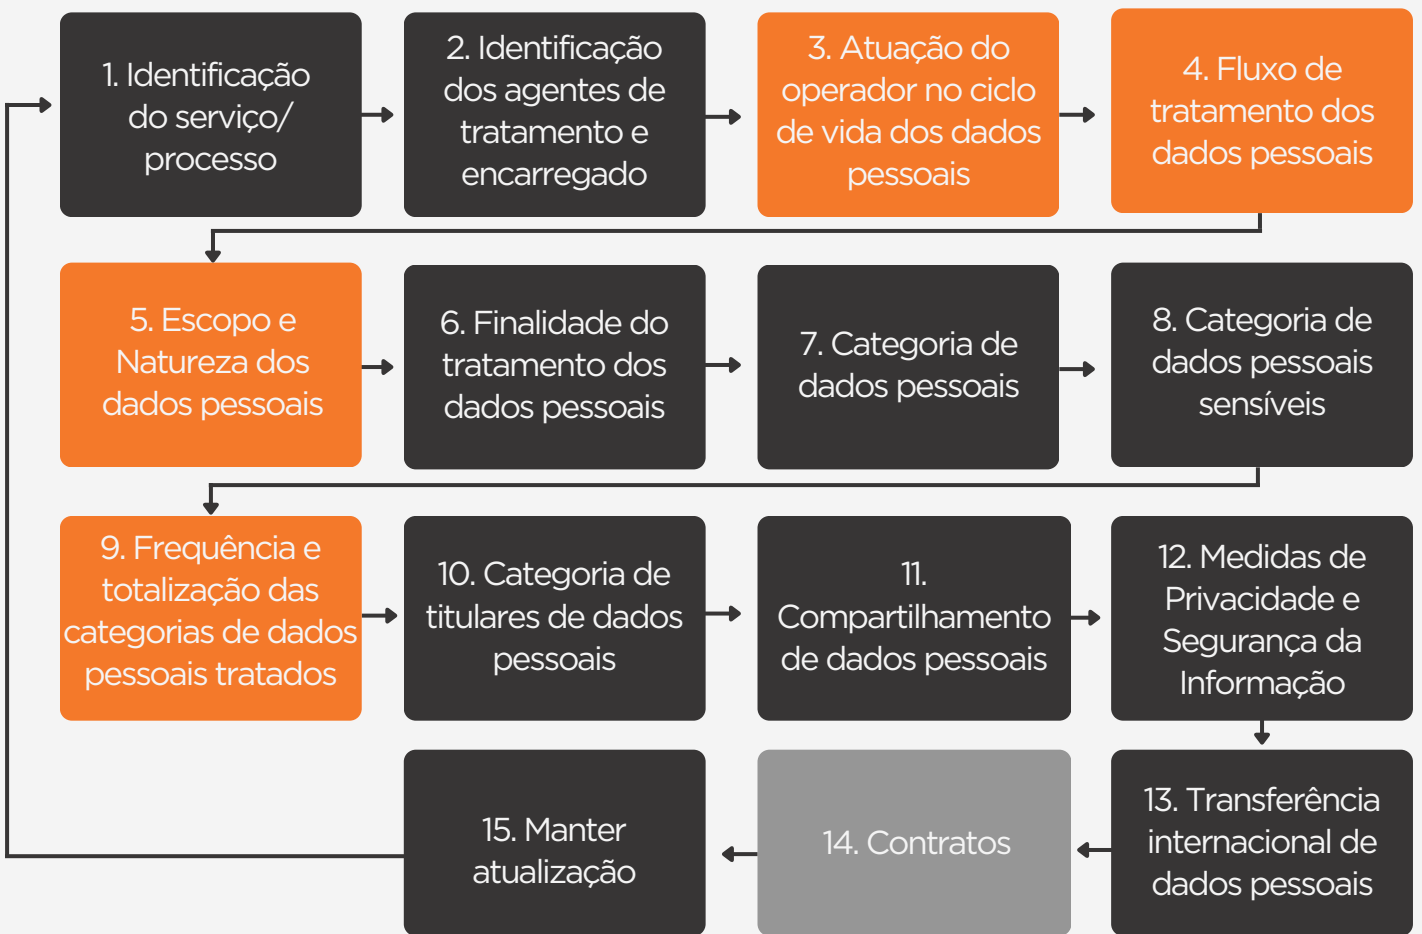 1. Identificação
do serviço/
processo
2. Identificação
dos agentes de
tratamento e
encarregado
3. Atuação do
operador no ciclo
de vida dos dados
pessoais
4. Fluxo de
tratamento dos
dados pessoais
5. Escopo e
Natureza dos
dados pessoais
6. Finalidade do
tratamento dos
dados pessoais
7. Categoria de
dados pessoais
8. Categoria de
dados pessoais
sensíveis
9. Frequência e
totalização das
categorias de dados
pessoais tratados
10. Categoria de
titulares de dados
pessoais
11.
Compartilhamento
de dados pessoais
12. Medidas de
Privacidade e
Segurança da
Informação
13. Transferência
internacional de
dados pessoais
14. Contratos
15. Manter
atualização